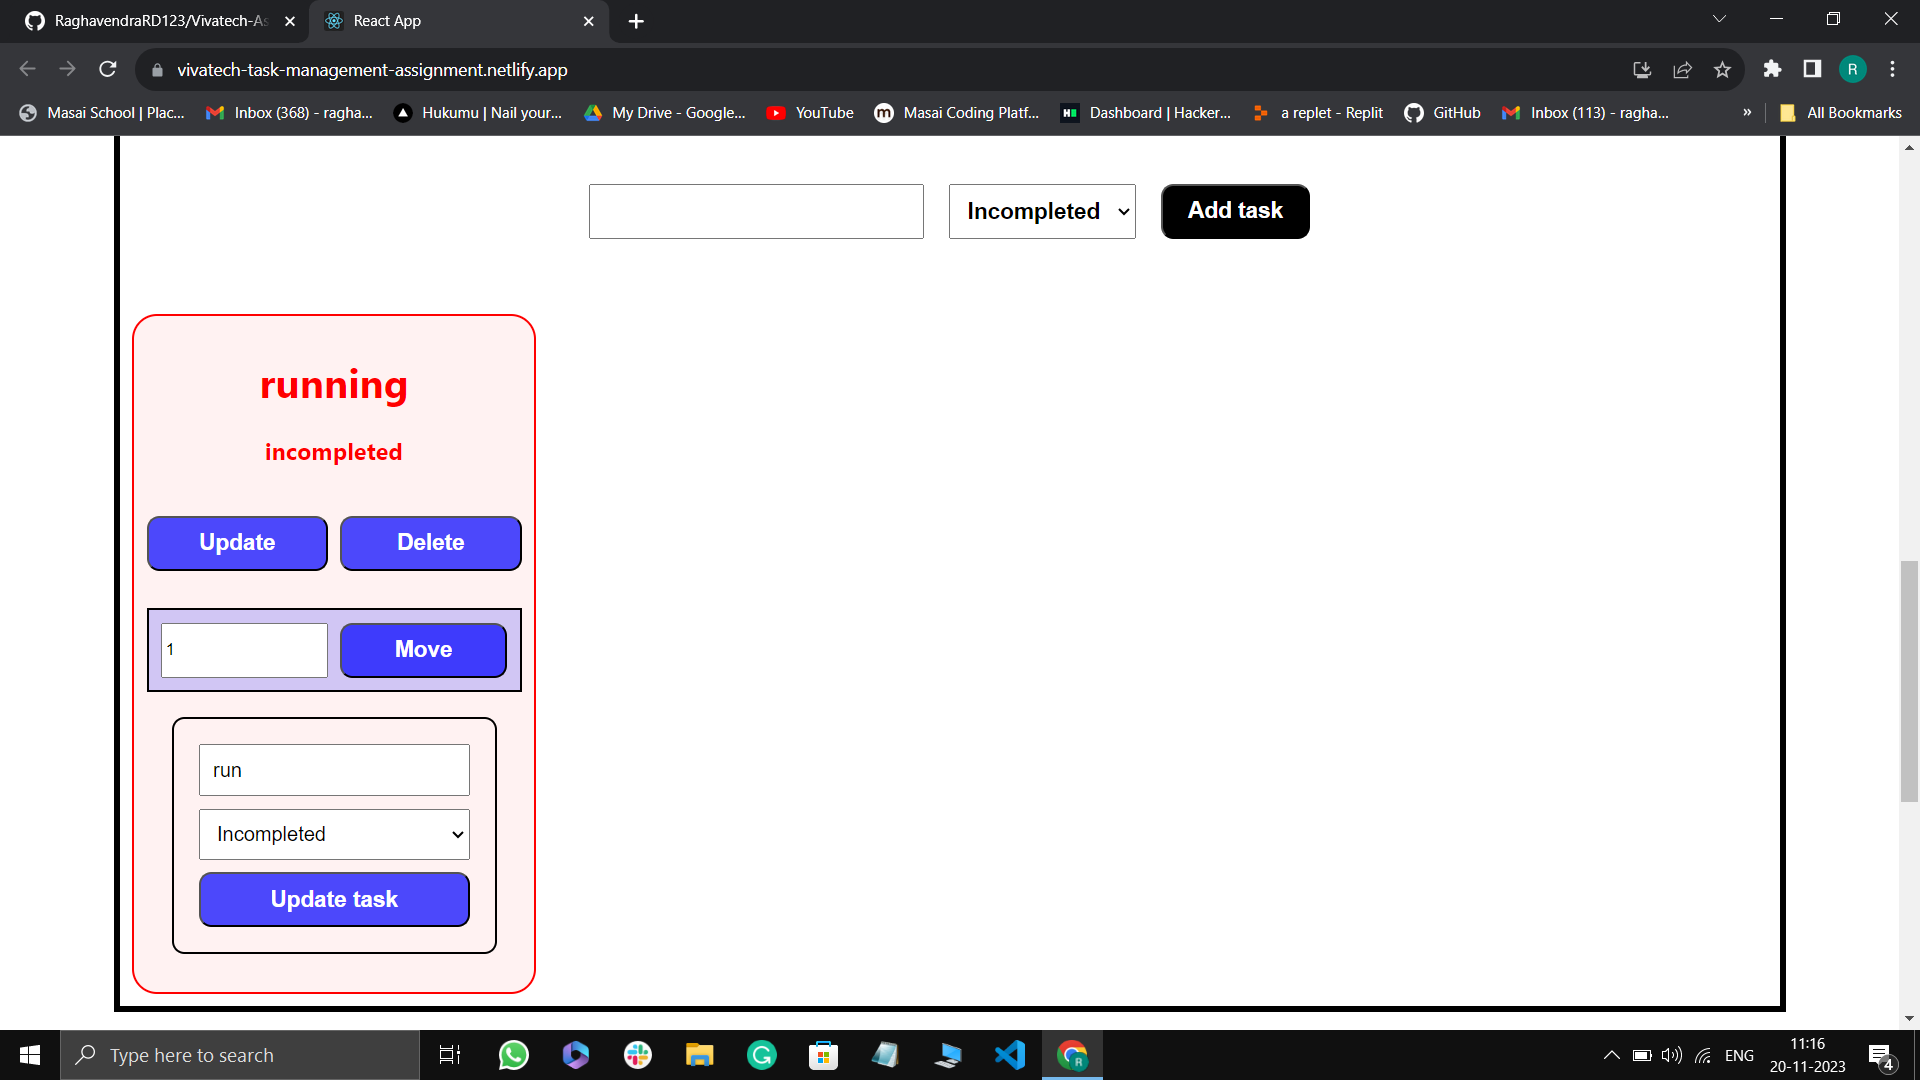 RaghavendraRD123/Vivatech-As
React App
vivatech-task-management-assignment.netlify.app
R
Masai School | Plac...
Inbox (368) - ragha...
Hukumu | Nail your...
My Drive - Google...
YouTube
Masai Coding Platf...
Dashboard | Hacker...
a replet - Replit
GitHub
Inbox (113) - ragha...
»
All Bookmarks
Incompleted
Add task
running
incompleted
Update
Delete
1
Move
run
Incompleted
Update task
Type here to search
ENG
11:16
20-11-2023
4